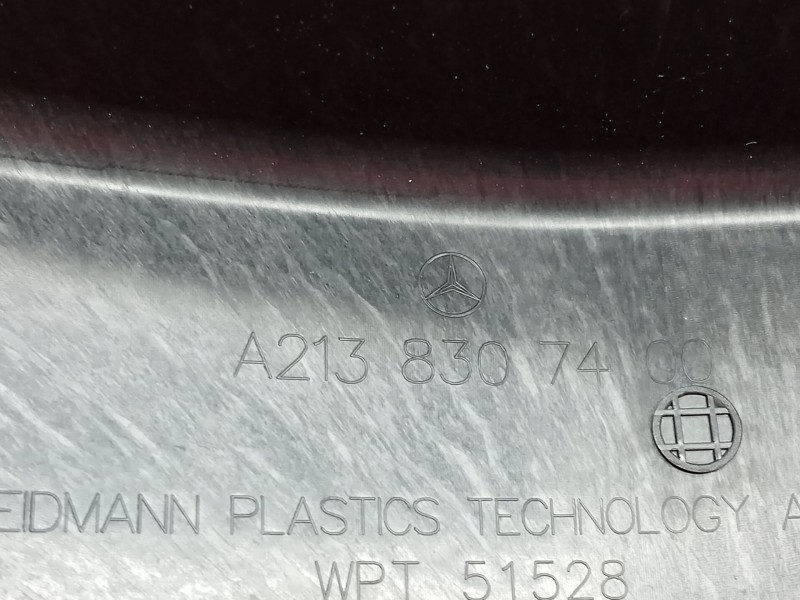 A213 830 74 00
EIDMANN PLASTICS TECHNOLOGY A
WPT 51528